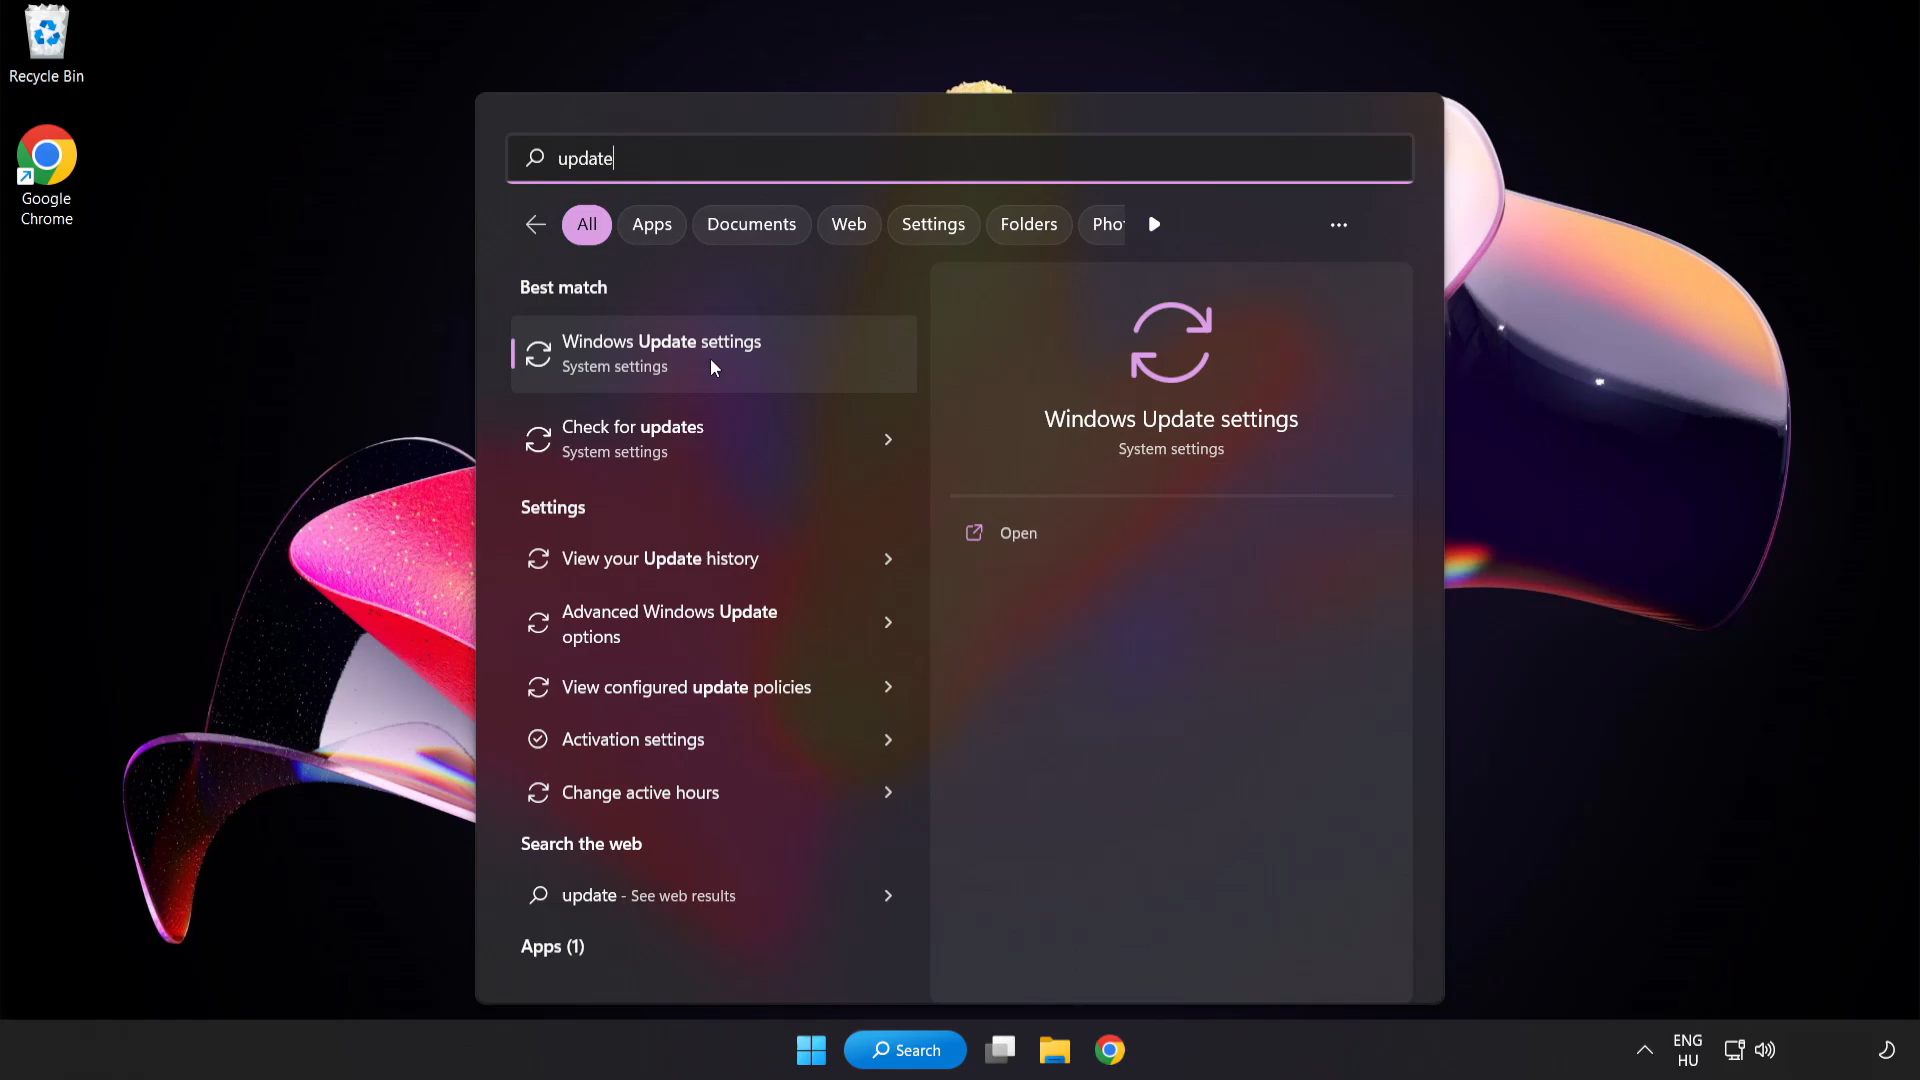 Recycle Bin
Google
Chrome
update
All
Apps
Documents
Web
Settings
Folders
Pho
Best match
Windows Update settings
System settings
Check for updates
System settings
Settings
View your Update history
Advanced Windows Update
options
View configured update policies
Activation settings
Change active hours
Search the web
update - See web results
Apps (1)
Windows Update settings
System settings
Open
Search
ENG
HU